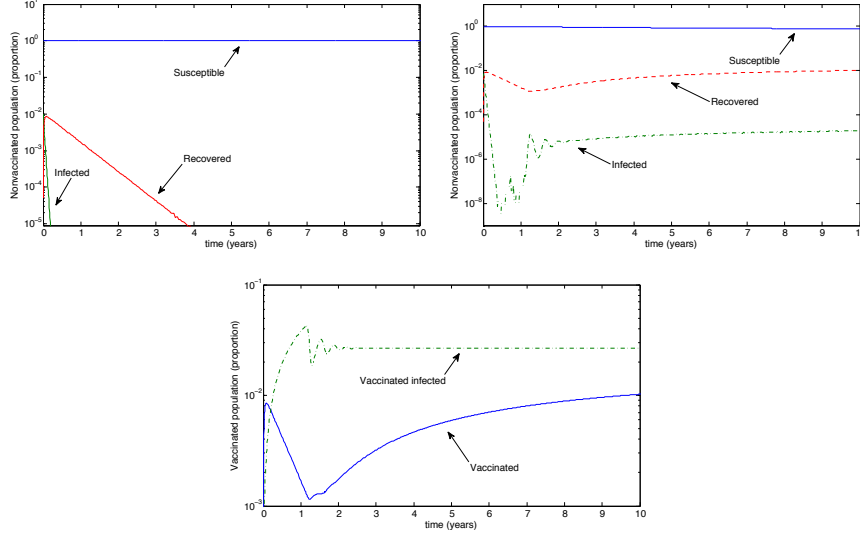 Nonvaccinated population (proportion)
10^1
10^0
10^-1
10^-2
10^-3
10^-4
10^-5
Susceptible
Recovered
Infected
0 1 2 3 4 5 6 7 8 9 10
time (years)
Nonvaccinated population (proportion)
10^0
10^-2
10^-4
10^-6
10^-8
Susceptible
Recovered
Infected
0 1 2 3 4 5 6 7 8 9 10
time (years)
Vaccinated population (proportion)
10^-1
10^-2
10^-3
Vaccinated infected
Vaccinated
0 1 2 3 4 5 6 7 8 9 10
time (years)